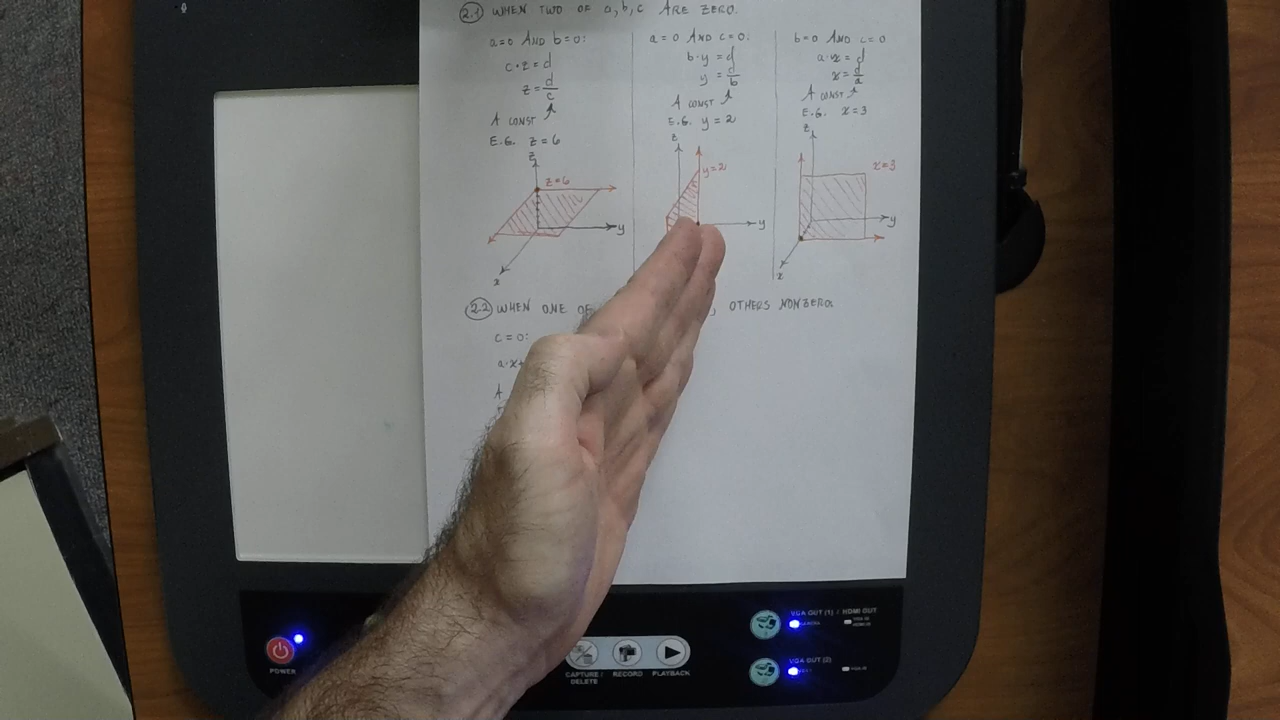 2.1 WHEN TWO OF a, b, c ARE ZERO.
a=0 AND b=0:
c·z = d
z = d/c
A CONST
E.G. z = 6
z
z=6
y
x
a=0 AND c=0:
b·y = d
y = d/b
A CONST
E.G. y = 2
z
y=2
y
b=0 AND c=0
a·x = d
x = d/a
A CONST
E.G. x=3
z
x=3
y
x
2.2 WHEN ONE OF , OTHERS NONZERO.
c=0:
a·x+
A
POWER
CAPTURE / DELETE
RECORD
PLAYBACK
VGA OUT (1) / HDMI OUT
VGA OUT (2)